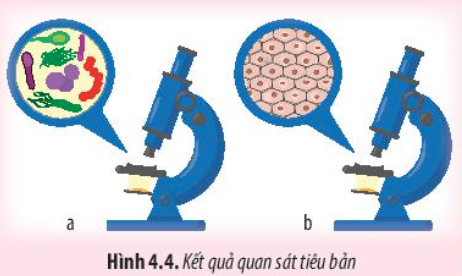 a
b
Hình 4.4. Kết quả quan sát tiêu bản